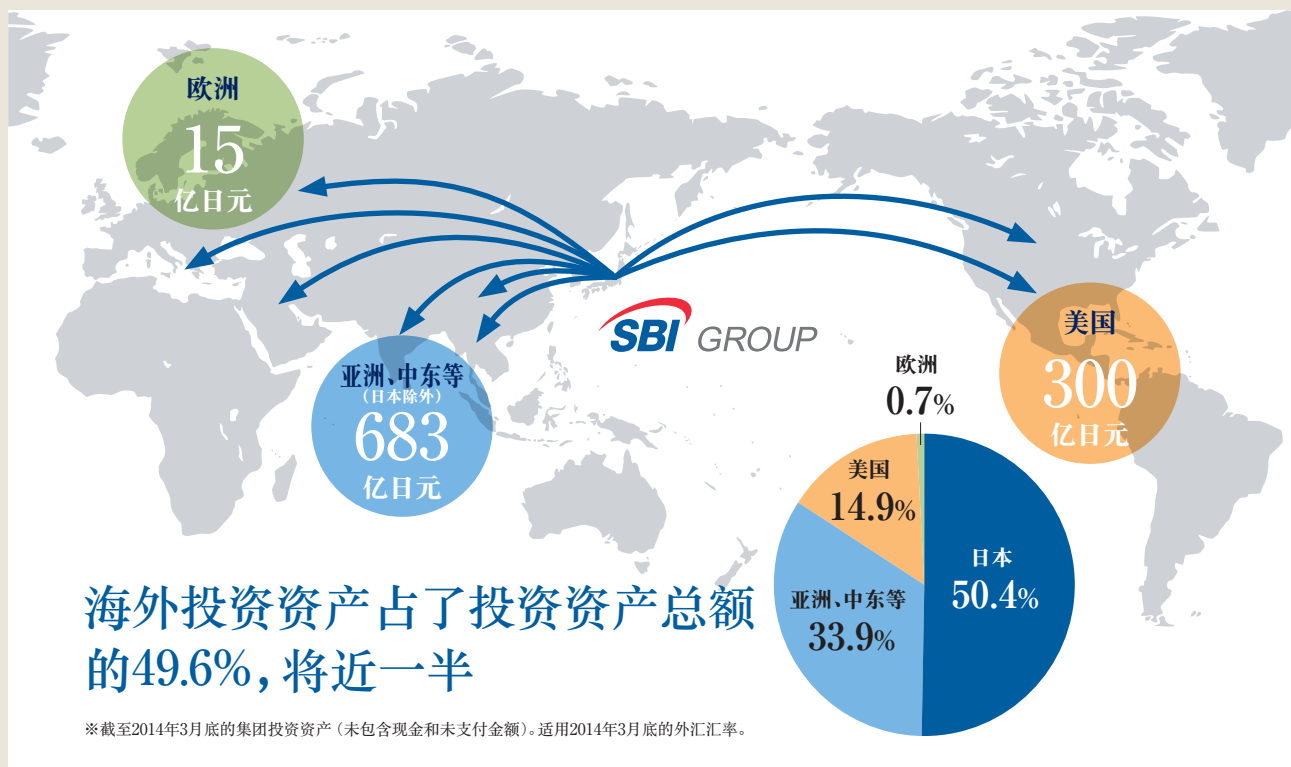 欧洲
15
亿日元
亚洲、中东等
（日本除外）
683
亿日元
SBI GROUP
美国
300
亿日元
欧洲
0.7%
美国
14.9%
日本
50.4%
亚洲、中东等
33.9%
海外投资资产占了投资资产总额
的49.6%，将近一半
※截至2014年3月底的集团投资资产（未包含现金和未支付金额）。适用2014年3月底的外汇汇率。